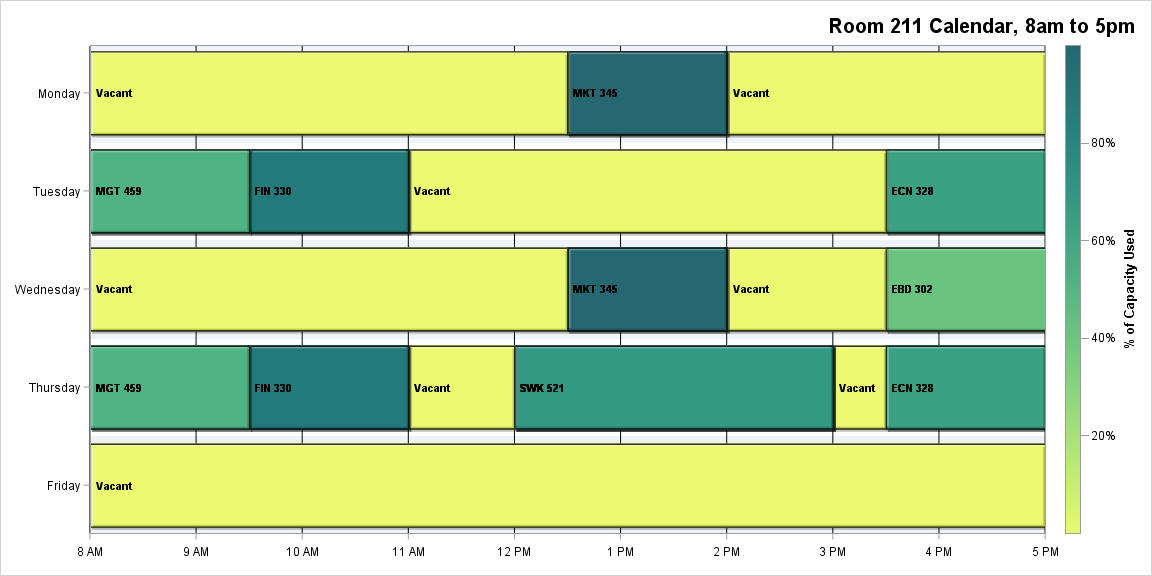 Room 211 Calendar, 8am to 5pm
Monday
Vacant
MKT 345
Vacant
Tuesday
MGT 459
FIN 330
Vacant
ECN 328
Wednesday
Vacant
MKT 345
Vacant
EBD 302
Thursday
MGT 459
FIN 330
Vacant
SWK 521
Vacant
ECN 328
Friday
Vacant
8 AM
9 AM
10 AM
11 AM
12 PM
1 PM
2 PM
3 PM
4 PM
5 PM
80%
60%
40%
20%
% of Capacity Used